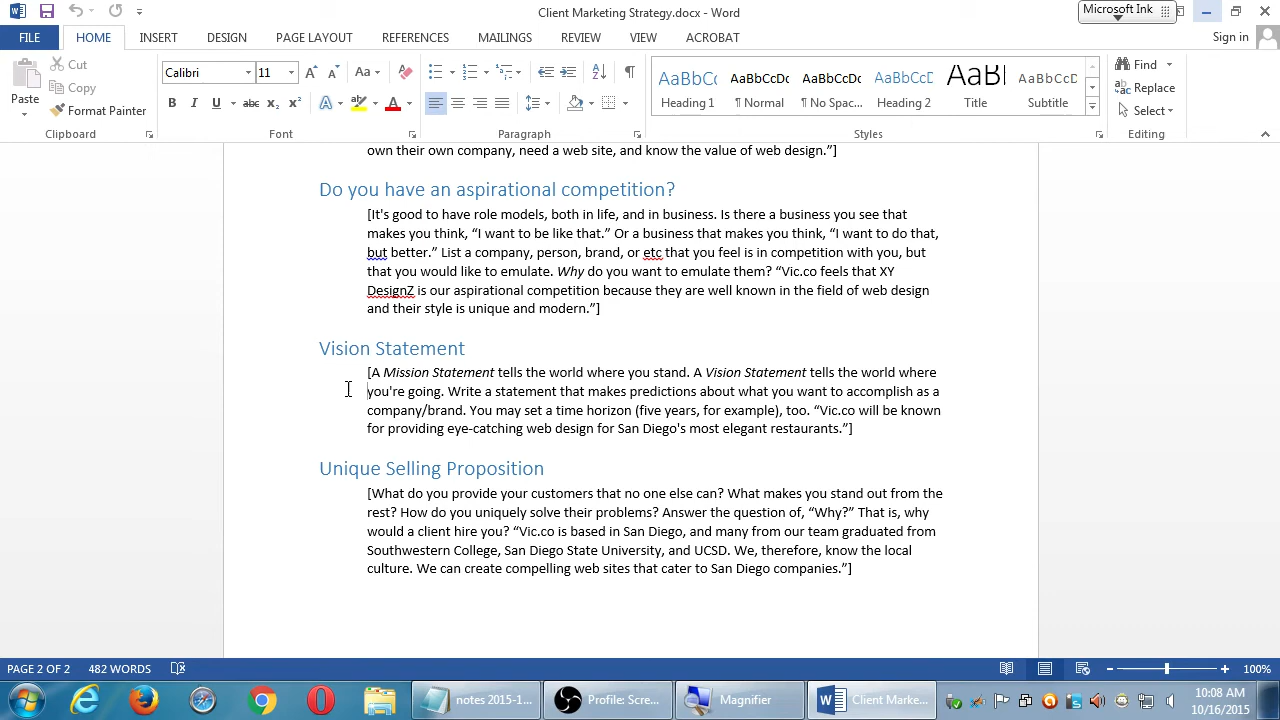 Client Marketing Strategy.docx - Word
Microsoft Ink
FILE HOME INSERT DESIGN PAGE LAYOUT REFERENCES MAILINGS REVIEW VIEW ACROBAT Sign in
Paste
Cut
Copy
Format Painter
Clipboard
Calibri 11
Font
Paragraph
AaBbCc Heading 1
AaBbCcDc ¶ Normal
AaBbCcDc ¶ No Spac...
AaBbCcD Heading 2
AaB Title
AaBbCcD Subtitle
Styles
Find
Replace
Select
Editing
own their own company, need a web site, and know the value of web design.”]
Do you have an aspirational competition?
[It's good to have role models, both in life, and in business. Is there a business you see that
makes you think, “I want to be like that.” Or a business that makes you think, “I want to do that,
but better.” List a company, person, brand, or etc that you feel is in competition with you, but
that you would like to emulate. Why do you want to emulate them? “Vic.co feels that XY
DesignZ is our aspirational competition because they are well known in the field of web design
and their style is unique and modern.”]
Vision Statement
[A Mission Statement tells the world where you stand. A Vision Statement tells the world where
you're going. Write a statement that makes predictions about what you want to accomplish as a
company/brand. You may set a time horizon (five years, for example), too. “Vic.co will be known
for providing eye-catching web design for San Diego's most elegant restaurants.”]
Unique Selling Proposition
[What do you provide your customers that no one else can? What makes you stand out from the
rest? How do you uniquely solve their problems? Answer the question of, “Why?” That is, why
would a client hire you? “Vic.co is based in San Diego, and many from our team graduated from
Southwestern College, San Diego State University, and UCSD. We, therefore, know the local
culture. We can create compelling web sites that cater to San Diego companies.”]
PAGE 2 OF 2 482 WORDS 100%
notes 2015-1... Profile: Scre... Magnifier Client Marke...
10:08 AM
10/16/2015